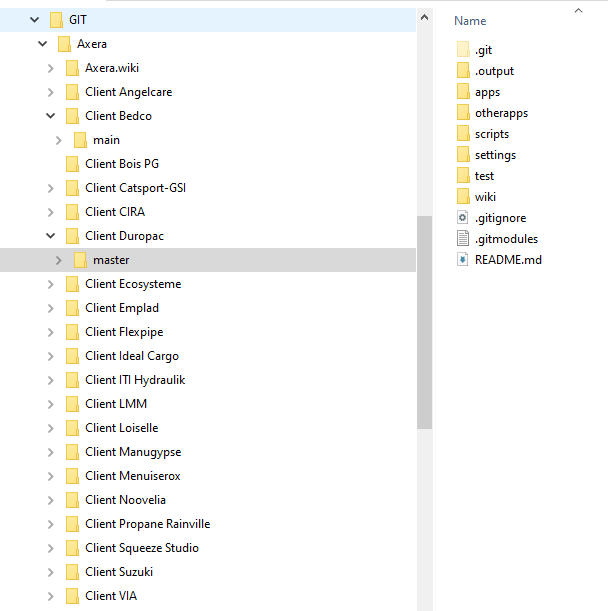 GIT
Axera
Axera.wiki
Client Angelcare
Client Bedco
main
Client Bois PG
Client Catsport-GSI
Client CIRA
Client Duropac
master
Client Ecosysteme
Client Emplad
Client Flexpipe
Client Ideal Cargo
Client ITI Hydraulik
Client LMM
Client Loiselle
Client Manugypse
Client Menuiserox
Client Noovelia
Client Propane Rainville
Client Squeeze Studio
Client Suzuki
Client VIA
Name
.git
.output
apps
otherapps
scripts
settings
test
wiki
.gitignore
.gitmodules
README.md